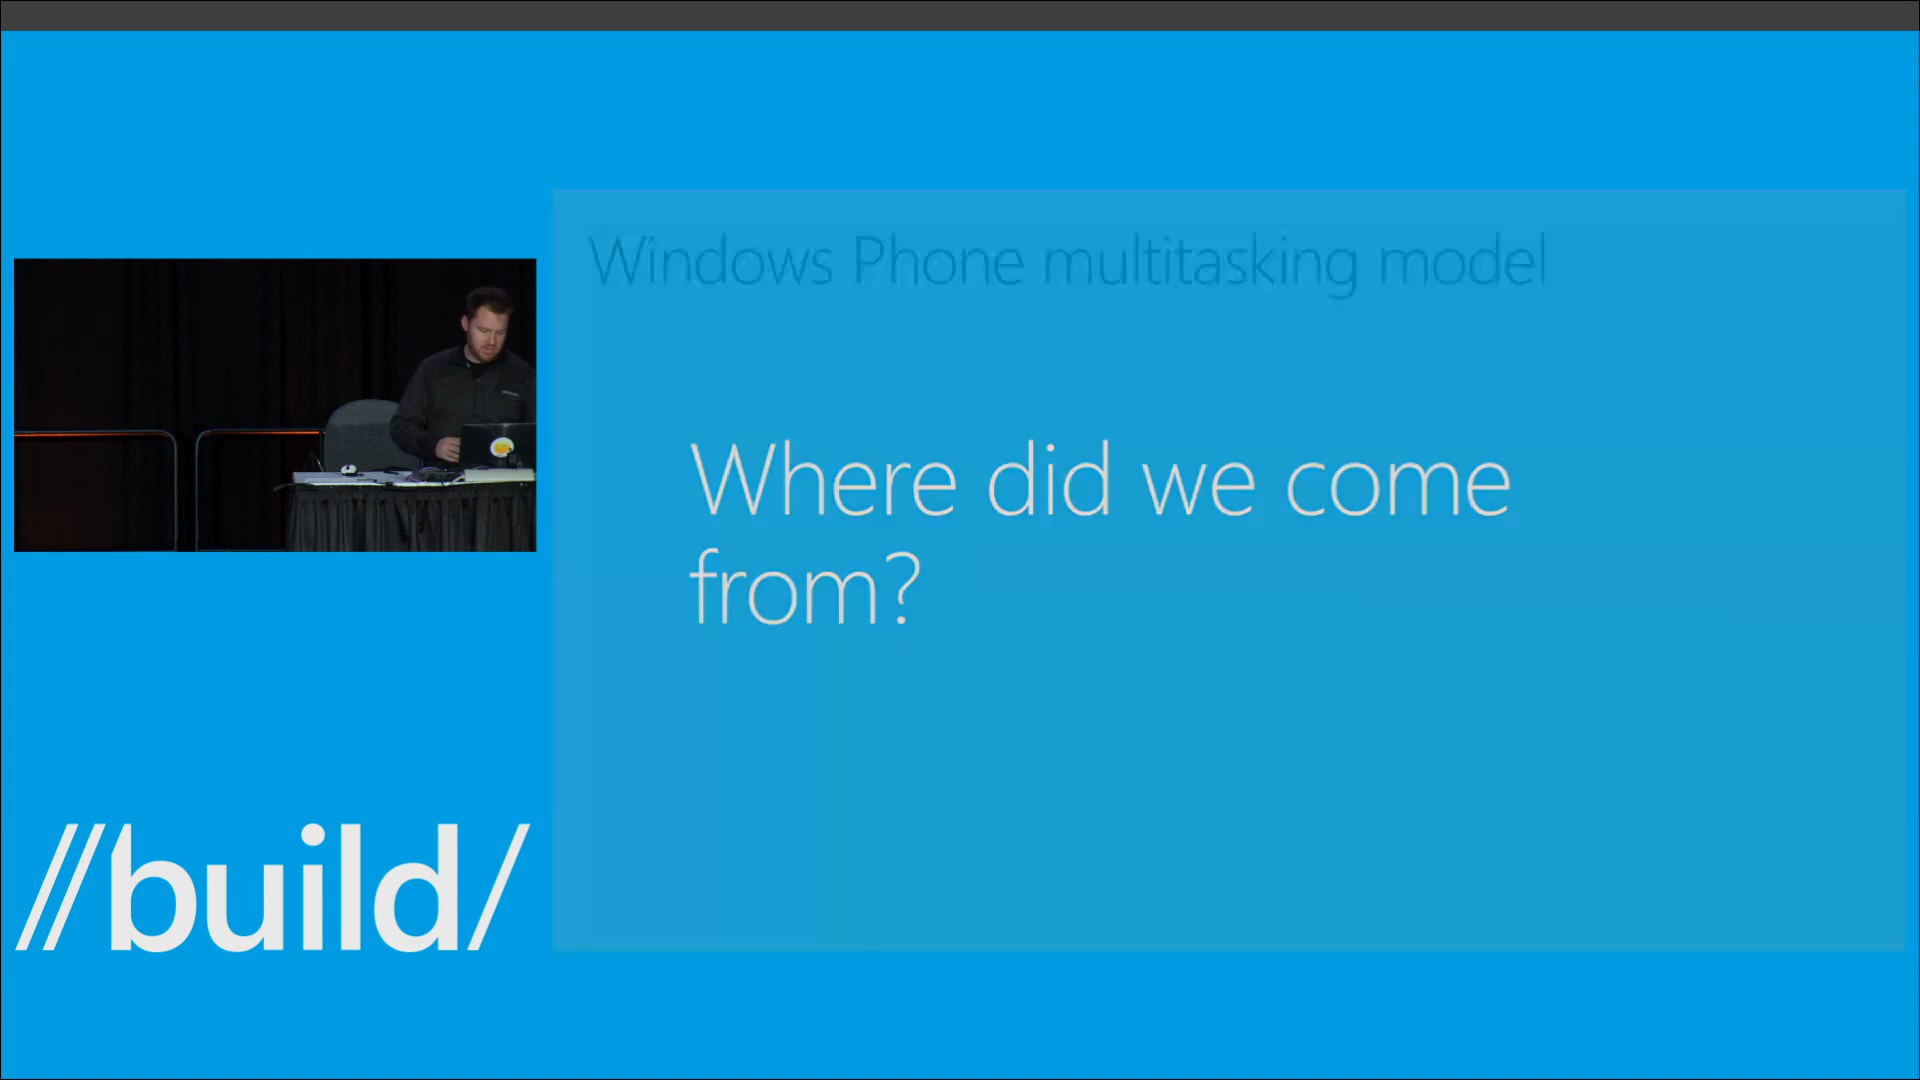 Windows Phone multitasking model
Where did we come
from?
//build/